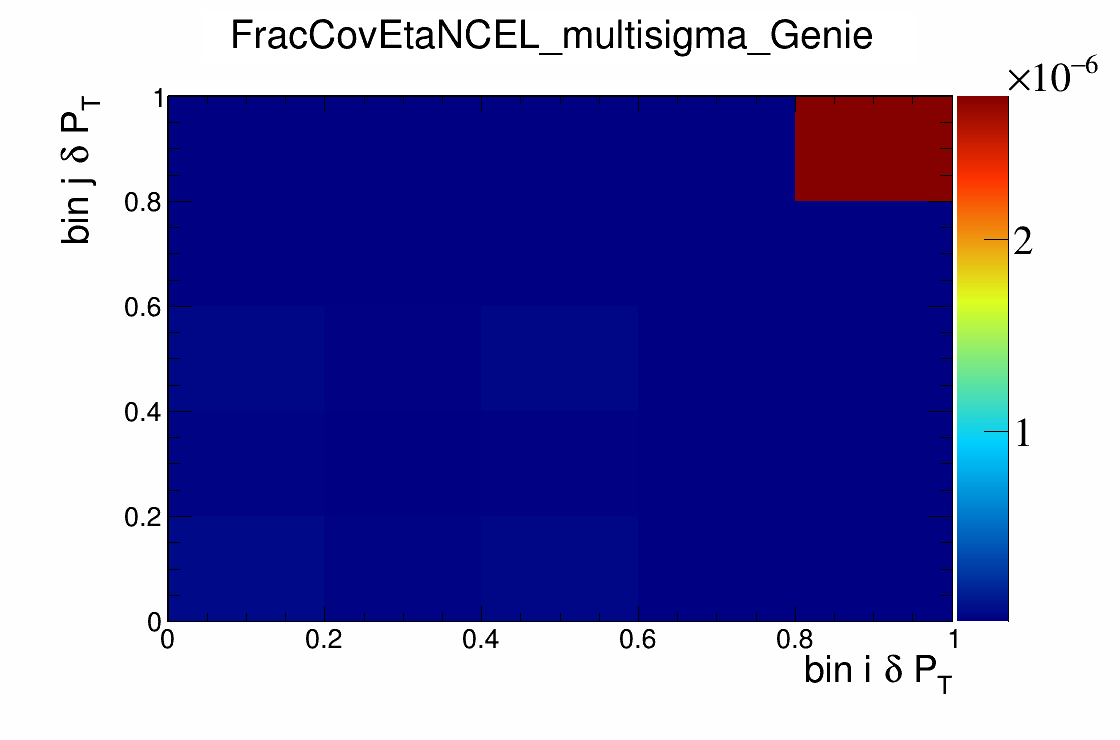 FracCovEtaNCEL_multisigma_Genie
×10⁻⁶
bin j δ P_T
1
0.8
0.6
0.4
0.2
0
0 0.2 0.4 0.6 0.8 1
bin i δ P_T
2
1